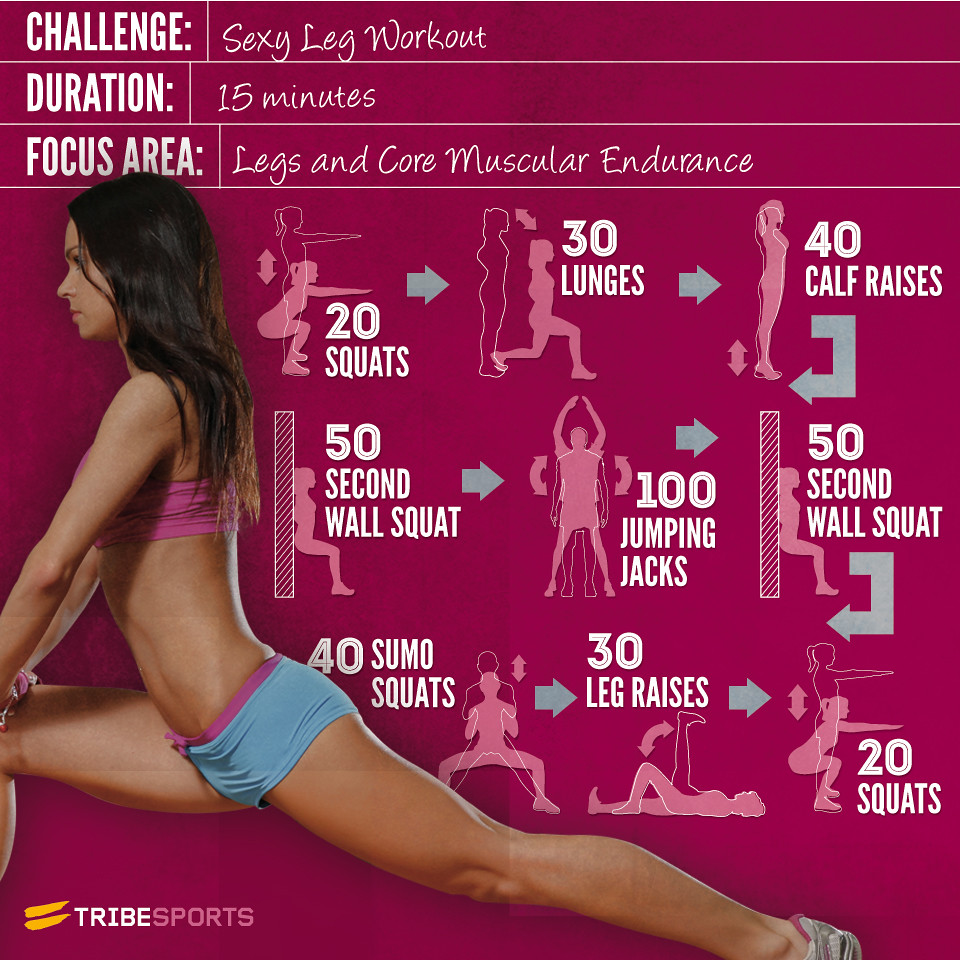 CHALLENGE: Sexy Leg Workout
DURATION: 15 minutes
FOCUS AREA: Legs and Core Muscular Endurance
20
SQUATS
30
LUNGES
40
CALF RAISES
50
SECOND
WALL SQUAT
100
JUMPING
JACKS
50
SECOND
WALL SQUAT
40 SUMO
SQUATS
30
LEG RAISES
20
SQUATS
TRIBESPORTS